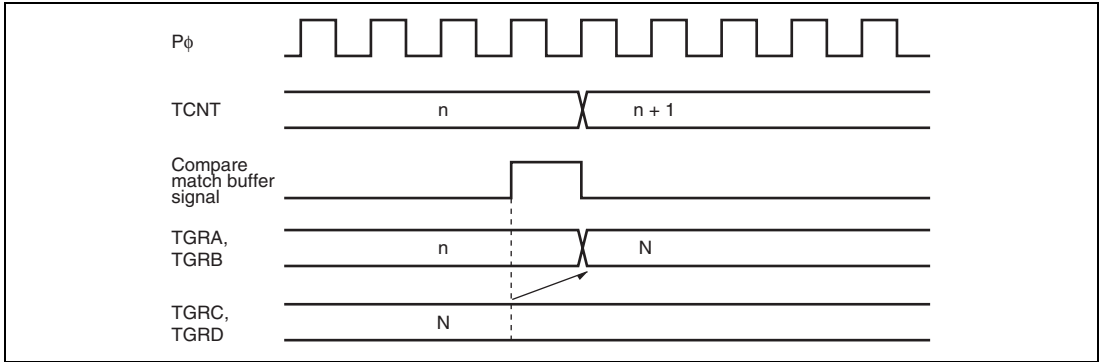 Pφ
TCNT
n
n + 1
Compare
match buffer
signal
TGRA,
TGRB
n
N
TGRC,
TGRD
N